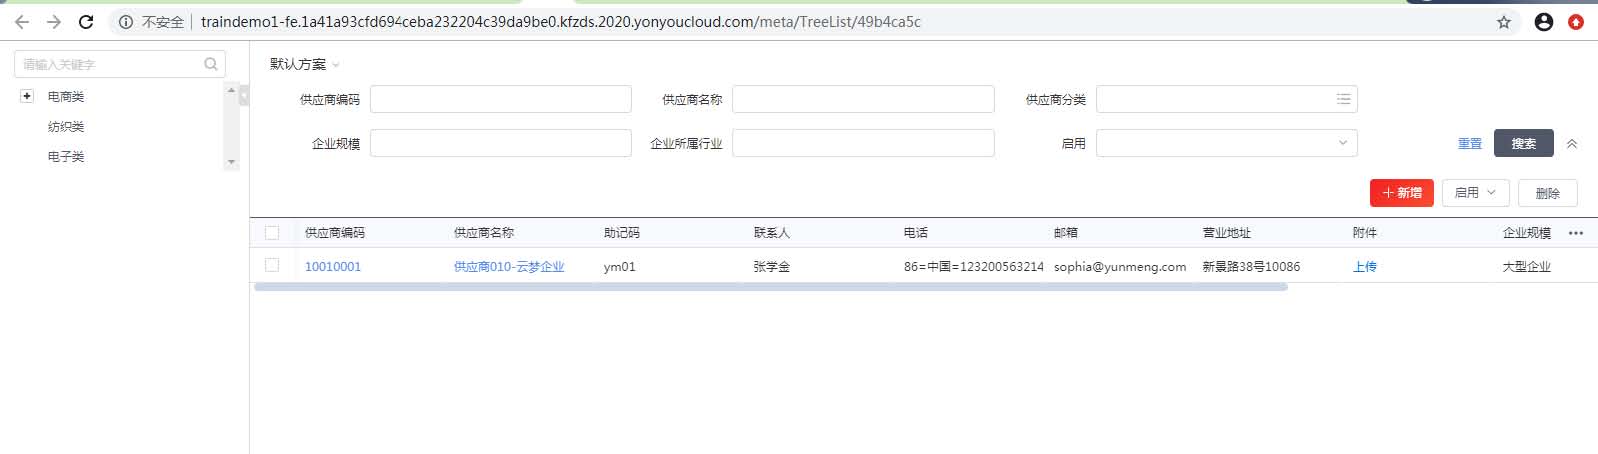 不安全 traindemo1-fe.1a41a93cfd694ceba232204c39da9be0.kfzds.2020.yonyoucloud.com/meta/TreeList/49b4ca5c
请输入关键字
电商类
纺织类
电子类
默认方案
供应商编码 供应商名称 供应商分类
企业规模 企业所属行业 启用 重置 搜索
新增 启用 删除
供应商编码 供应商名称 助记码 联系人 电话 邮箱 营业地址 附件 企业规模
10010001 供应商010-云梦企业 ym01 张学金 86=中国=123200563214 sophia@yunmeng.com 新景路38号10086 上传 大型企业